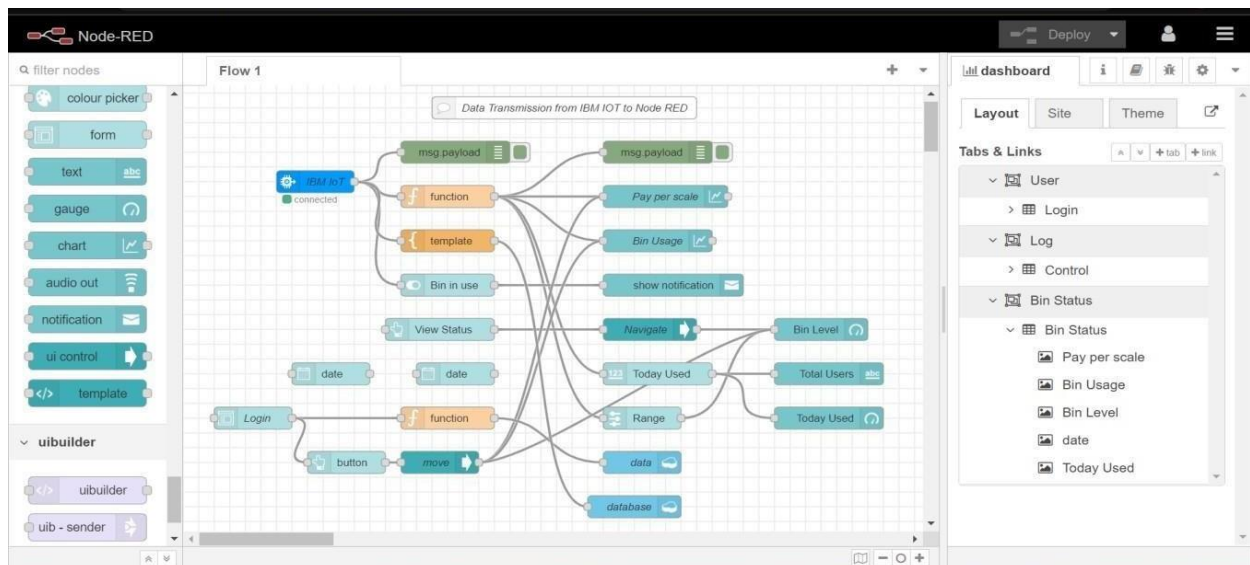 Node-RED
Deploy
filter nodes
colour picker
form
text
abc
gauge
chart
audio out
notification
ui control
template
uibuilder
uibuilder
uib - sender
Flow 1
Data Transmission from IBM IOT to Node RED
msg.payload
msg.payload
IBM IoT
connected
function
Pay per scale
template
Bin Usage
Bin in use
show notification
View Status
Navigate
Bin Level
date
date
123
Today Used
Total Users
abc
Login
function
Range
Today Used
button
move
data
database
dashboard
i
Layout
Site
Theme
Tabs & Links
+ tab
+ link
User
Login
Log
Control
Bin Status
Bin Status
Pay per scale
Bin Usage
Bin Level
date
Today Used